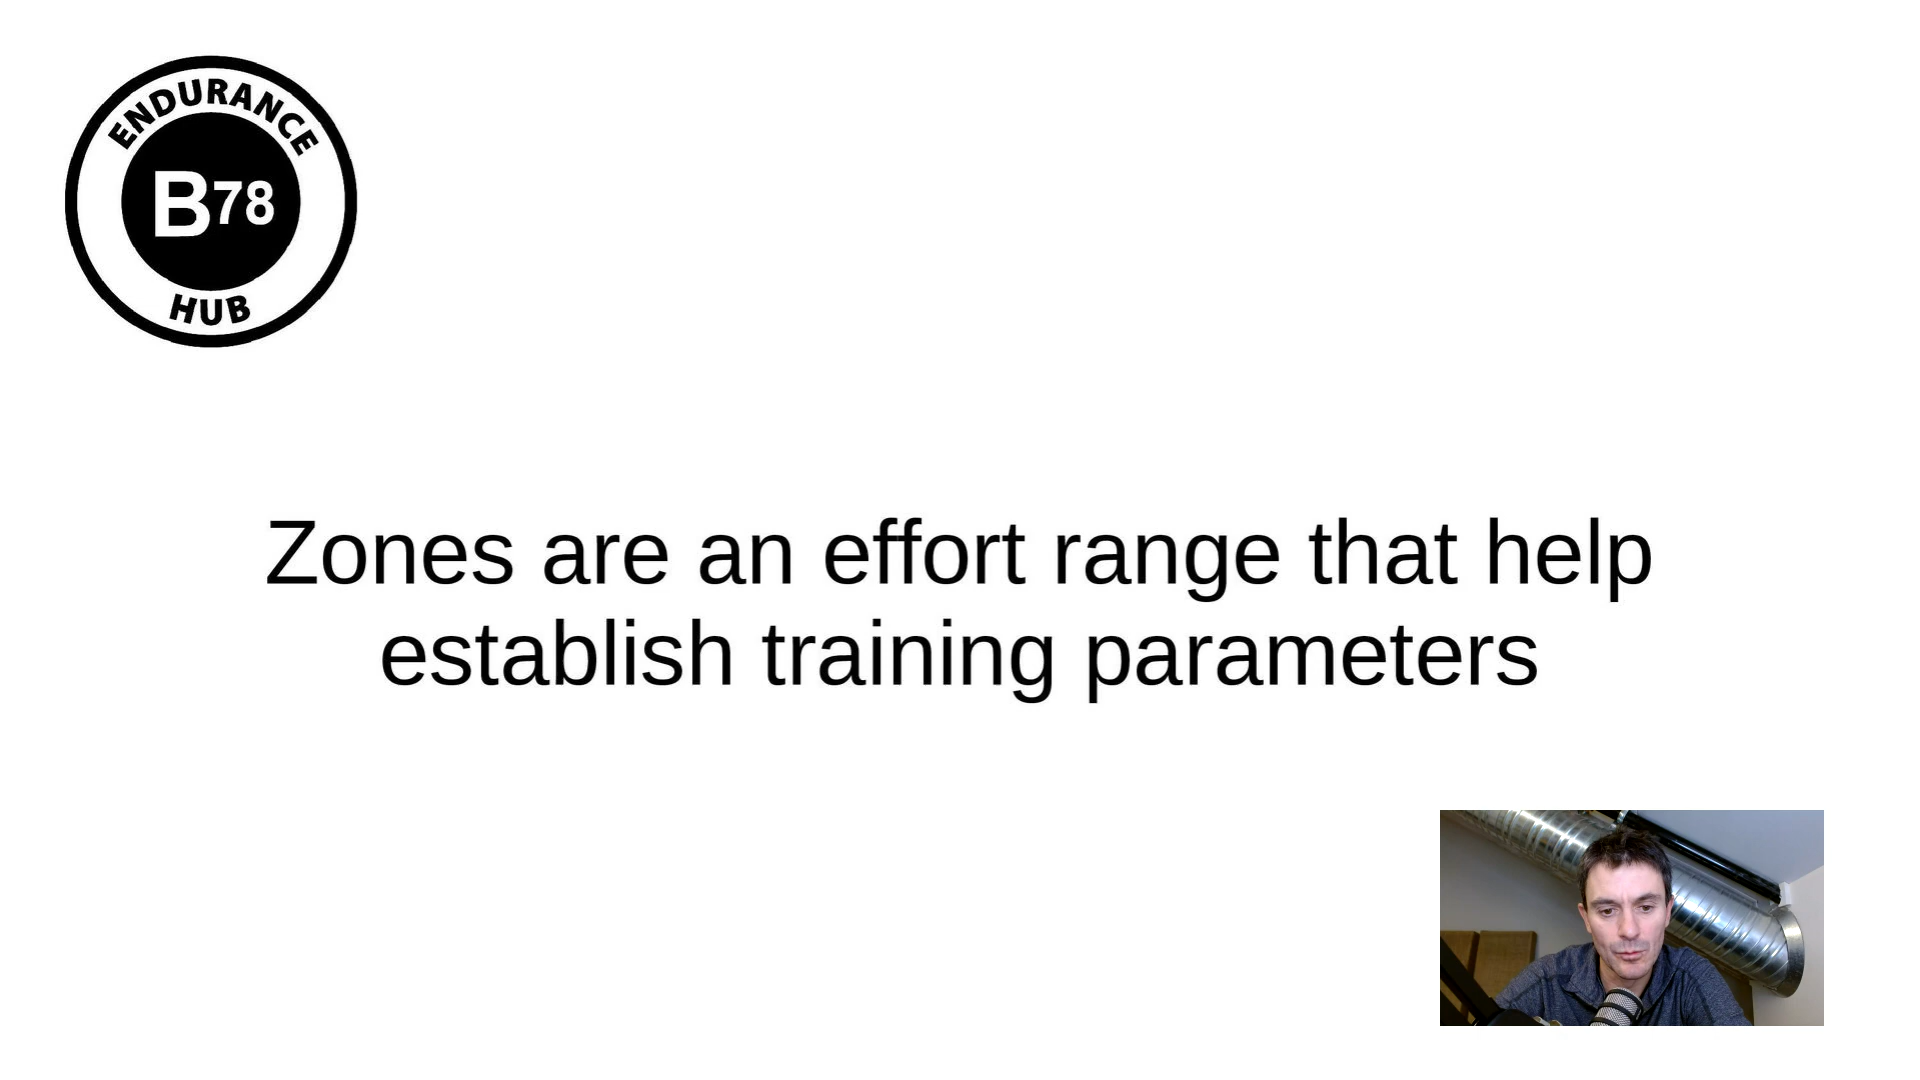 ENDURANCE
B78
HUB
Zones are an effort range that help
establish training parameters